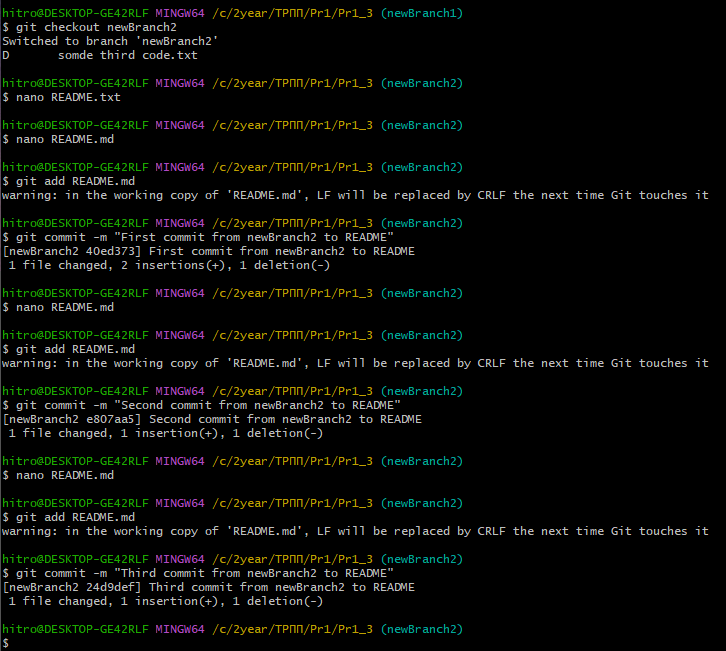 hitro@DESKTOP-GE42RLF MINGW64 /c/2year/ТРПП/Pr1/Pr1_3 (newBranch1)
$ git checkout newBranch2
Switched to branch 'newBranch2'
D       somde third code.txt
hitro@DESKTOP-GE42RLF MINGW64 /c/2year/ТРПП/Pr1/Pr1_3 (newBranch2)
$ nano README.txt
hitro@DESKTOP-GE42RLF MINGW64 /c/2year/ТРПП/Pr1/Pr1_3 (newBranch2)
$ nano README.md
hitro@DESKTOP-GE42RLF MINGW64 /c/2year/ТРПП/Pr1/Pr1_3 (newBranch2)
$ git add README.md
warning: in the working copy of 'README.md', LF will be replaced by CRLF the next time Git touches it
hitro@DESKTOP-GE42RLF MINGW64 /c/2year/ТРПП/Pr1/Pr1_3 (newBranch2)
$ git commit -m "First commit from newBranch2 to README"
[newBranch2 40ed373] First commit from newBranch2 to README
 1 file changed, 2 insertions(+), 1 deletion(-)
hitro@DESKTOP-GE42RLF MINGW64 /c/2year/ТРПП/Pr1/Pr1_3 (newBranch2)
$ nano README.md
hitro@DESKTOP-GE42RLF MINGW64 /c/2year/ТРПП/Pr1/Pr1_3 (newBranch2)
$ git add README.md
warning: in the working copy of 'README.md', LF will be replaced by CRLF the next time Git touches it
hitro@DESKTOP-GE42RLF MINGW64 /c/2year/ТРПП/Pr1/Pr1_3 (newBranch2)
$ git commit -m "Second commit from newBranch2 to README"
[newBranch2 e807aa5] Second commit from newBranch2 to README
 1 file changed, 1 insertion(+), 1 deletion(-)
hitro@DESKTOP-GE42RLF MINGW64 /c/2year/ТРПП/Pr1/Pr1_3 (newBranch2)
$ nano README.md
hitro@DESKTOP-GE42RLF MINGW64 /c/2year/ТРПП/Pr1/Pr1_3 (newBranch2)
$ git add README.md
warning: in the working copy of 'README.md', LF will be replaced by CRLF the next time Git touches it
hitro@DESKTOP-GE42RLF MINGW64 /c/2year/ТРПП/Pr1/Pr1_3 (newBranch2)
$ git commit -m "Third commit from newBranch2 to README"
[newBranch2 24d9def] Third commit from newBranch2 to README
 1 file changed, 1 insertion(+), 1 deletion(-)
hitro@DESKTOP-GE42RLF MINGW64 /c/2year/ТРПП/Pr1/Pr1_3 (newBranch2)
$